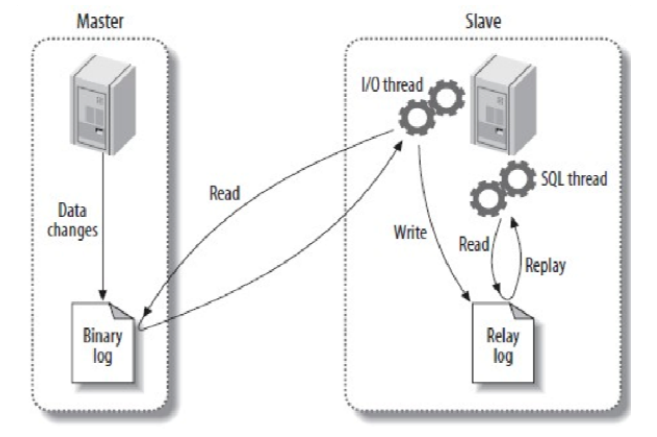 Master
Slave
I/O thread
SQL thread
Read
Data
changes
Write
Read
Replay
Binary
log
Relay
log